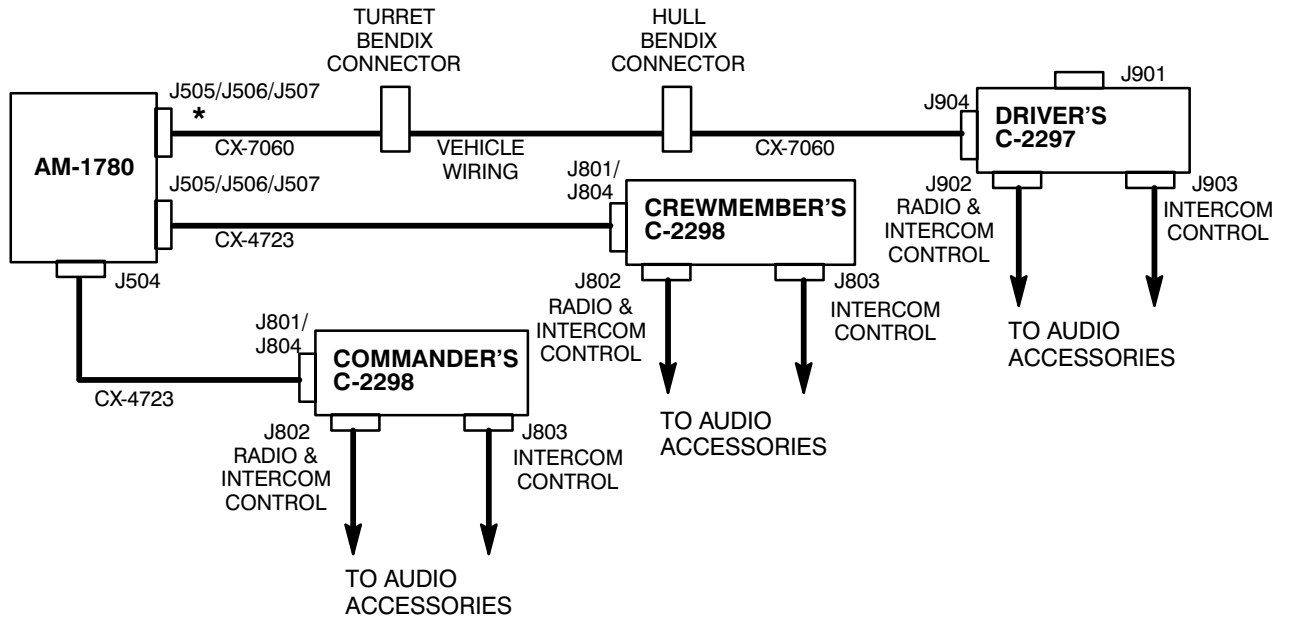 TURRET
BENDIX
CONNECTOR
HULL
BENDIX
CONNECTOR
J505/J506/J507
*
CX-7060
VEHICLE
WIRING
CX-7060
J901
J904
DRIVER'S
C-2297
AM-1780
J505/J506/J507
CX-4723
J801/
J804
CREWMEMBER'S
C-2298
J902
RADIO &
INTERCOM
CONTROL
J903
INTERCOM
CONTROL
TO AUDIO
ACCESSORIES
J504
J802
RADIO &
INTERCOM
CONTROL
J803
INTERCOM
CONTROL
TO AUDIO
ACCESSORIES
J801/
J804
COMMANDER'S
C-2298
CX-4723
J802
RADIO &
INTERCOM
CONTROL
J803
INTERCOM
CONTROL
TO AUDIO
ACCESSORIES